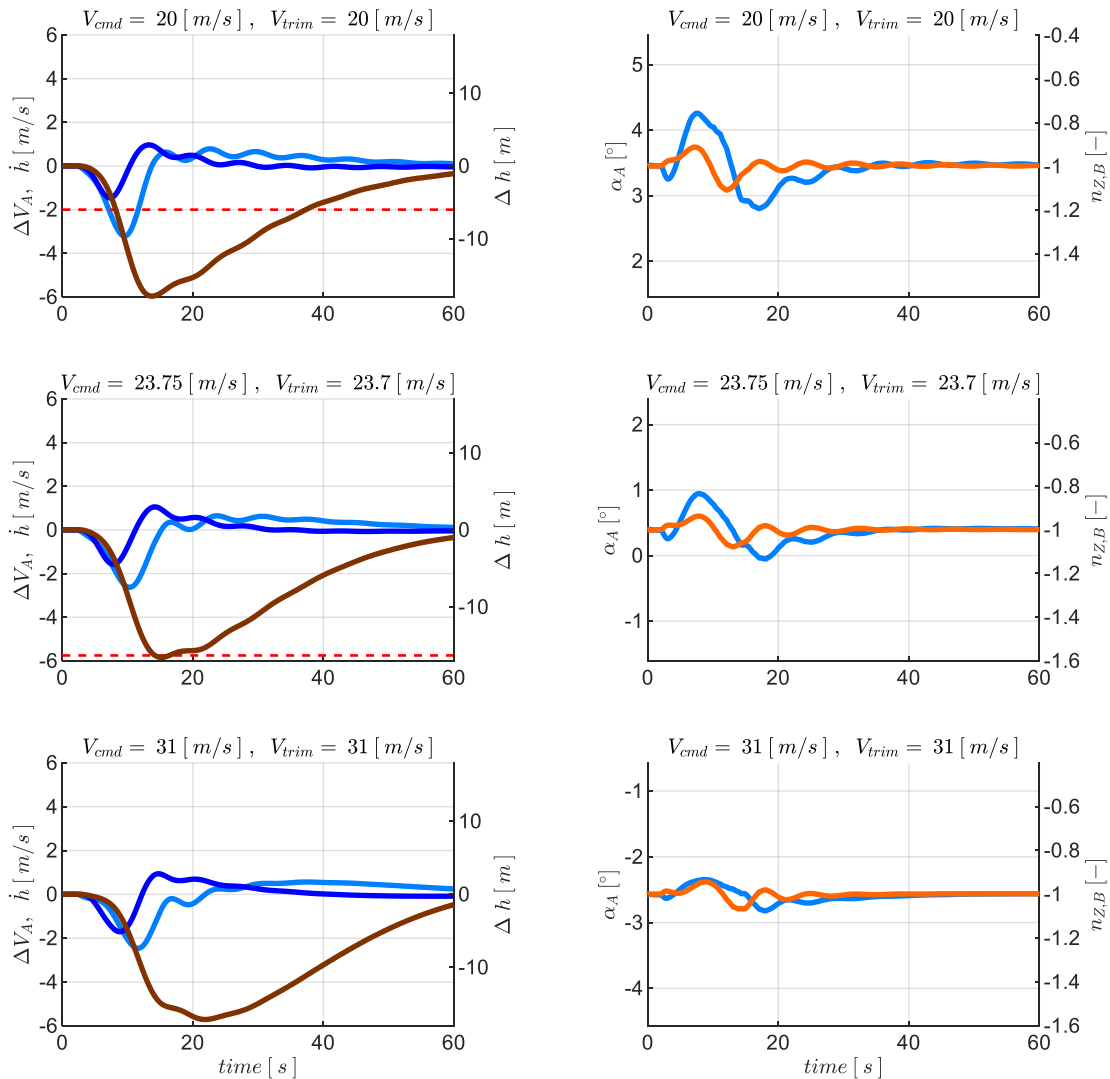 V_cmd = 20 [ m/s ] , V_trim = 20 [ m/s ]
6
4
2
0
-2
-4
-6
ΔV_A, ḣ [ m/s ]
10
0
-10
Δ h [ m ]
0 20 40 60
V_cmd = 20 [ m/s ] , V_trim = 20 [ m/s ]
5
4
3
2
α_A [°]
-0.4
-0.6
-0.8
-1
-1.2
-1.4
n_Z,B [−]
0 20 40 60
V_cmd = 23.75 [ m/s ] , V_trim = 23.7 [ m/s ]
6
4
2
0
-2
-4
-6
ΔV_A, ḣ [ m/s ]
10
0
-10
Δ h [ m ]
0 20 40 60
V_cmd = 23.75 [ m/s ] , V_trim = 23.7 [ m/s ]
2
1
0
-1
α_A [°]
-0.6
-0.8
-1
-1.2
-1.4
-1.6
n_Z,B [−]
0 20 40 60
V_cmd = 31 [ m/s ] , V_trim = 31 [ m/s ]
6
4
2
0
-2
-4
-6
ΔV_A, ḣ [ m/s ]
10
0
-10
Δ h [ m ]
0 20 40 60
time [ s ]
V_cmd = 31 [ m/s ] , V_trim = 31 [ m/s ]
-1
-2
-3
-4
α_A [°]
-0.6
-0.8
-1
-1.2
-1.4
-1.6
n_Z,B [−]
0 20 40 60
time [ s ]